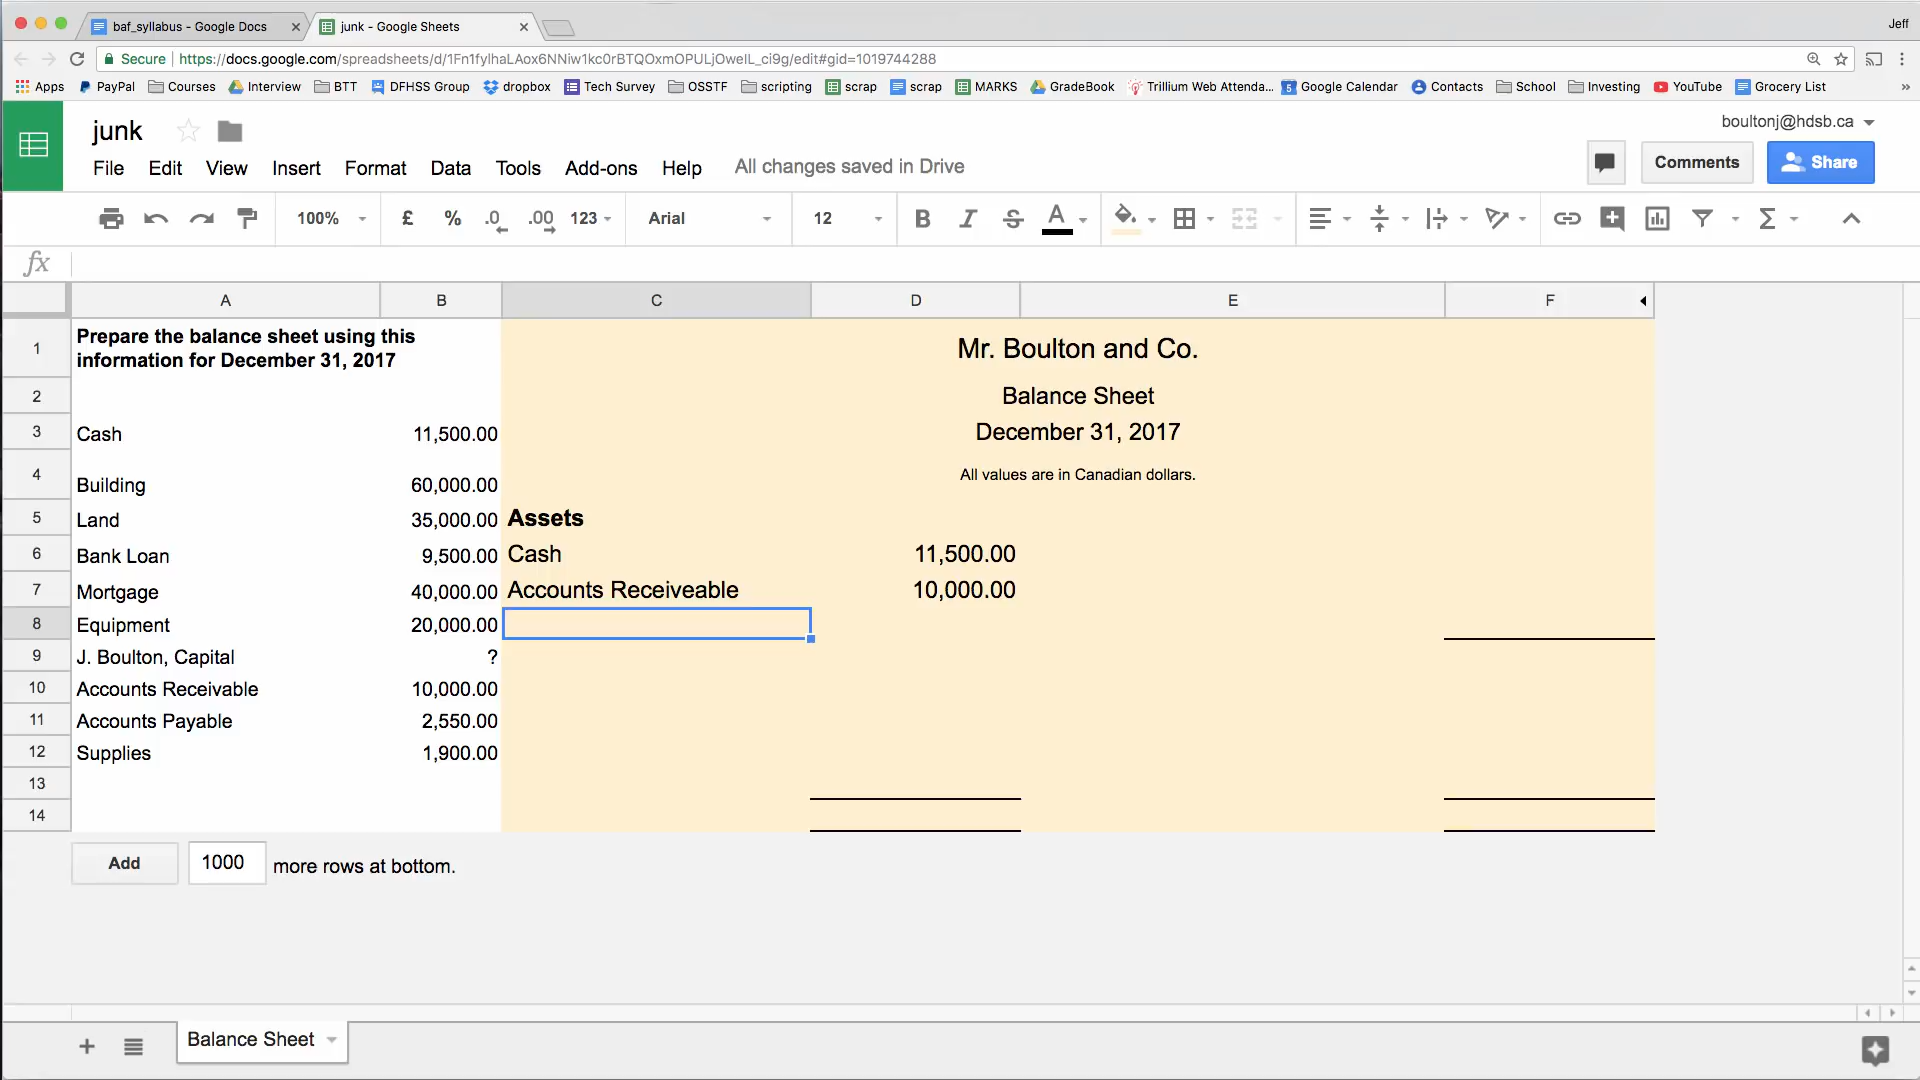 baf_syllabus - Google Docs
junk - Google Sheets
Jeff
Secure
https://docs.google.com/spreadsheets/d/1Fn1fylhaLAox6NNiw1kc0rBTQOxmOPULjOweIL_ci9g/edit#gid=1019744288
Apps PayPal Courses Interview BTT DFHSS Group dropbox Tech Survey OSSTF scripting scrap scrap MARKS GradeBook Trillium Web Attenda... Google Calendar Contacts School Investing YouTube Grocery List »
junk
boultonj@hdsb.ca
File Edit View Insert Format Data Tools Add-ons Help All changes saved in Drive
Comments Share
100% £ % .0 .00 123 Arial 12 B I S A Σ
fx
A B C D E F
1 Prepare the balance sheet using this
information for December 31, 2017
Mr. Boulton and Co.
2 Balance Sheet
3 Cash 11,500.00 December 31, 2017
4 Building 60,000.00 All values are in Canadian dollars.
5 Land 35,000.00 Assets
6 Bank Loan 9,500.00 Cash 11,500.00
7 Mortgage 40,000.00 Accounts Receiveable 10,000.00
8 Equipment 20,000.00
9 J. Boulton, Capital ?
10 Accounts Receivable 10,000.00
11 Accounts Payable 2,550.00
12 Supplies 1,900.00
13
14
Add 1000 more rows at bottom.
Balance Sheet